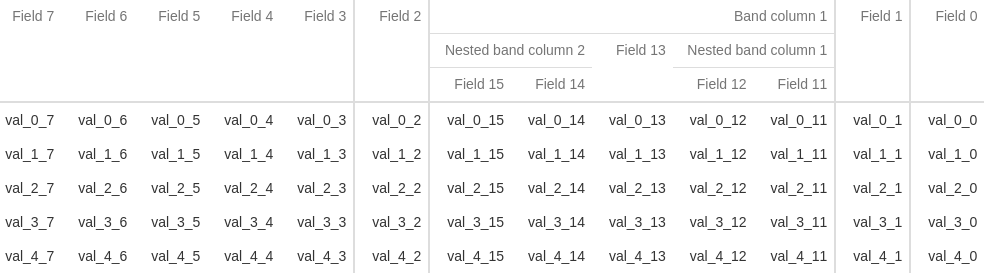 Field 7 Field 6 Field 5 Field 4 Field 3 Field 2 Band column 1 Field 1 Field 0
Nested band column 2 Field 13 Nested band column 1
Field 15 Field 14 Field 12 Field 11
val_0_7 val_0_6 val_0_5 val_0_4 val_0_3 val_0_2 val_0_15 val_0_14 val_0_13 val_0_12 val_0_11 val_0_1 val_0_0
val_1_7 val_1_6 val_1_5 val_1_4 val_1_3 val_1_2 val_1_15 val_1_14 val_1_13 val_1_12 val_1_11 val_1_1 val_1_0
val_2_7 val_2_6 val_2_5 val_2_4 val_2_3 val_2_2 val_2_15 val_2_14 val_2_13 val_2_12 val_2_11 val_2_1 val_2_0
val_3_7 val_3_6 val_3_5 val_3_4 val_3_3 val_3_2 val_3_15 val_3_14 val_3_13 val_3_12 val_3_11 val_3_1 val_3_0
val_4_7 val_4_6 val_4_5 val_4_4 val_4_3 val_4_2 val_4_15 val_4_14 val_4_13 val_4_12 val_4_11 val_4_1 val_4_0